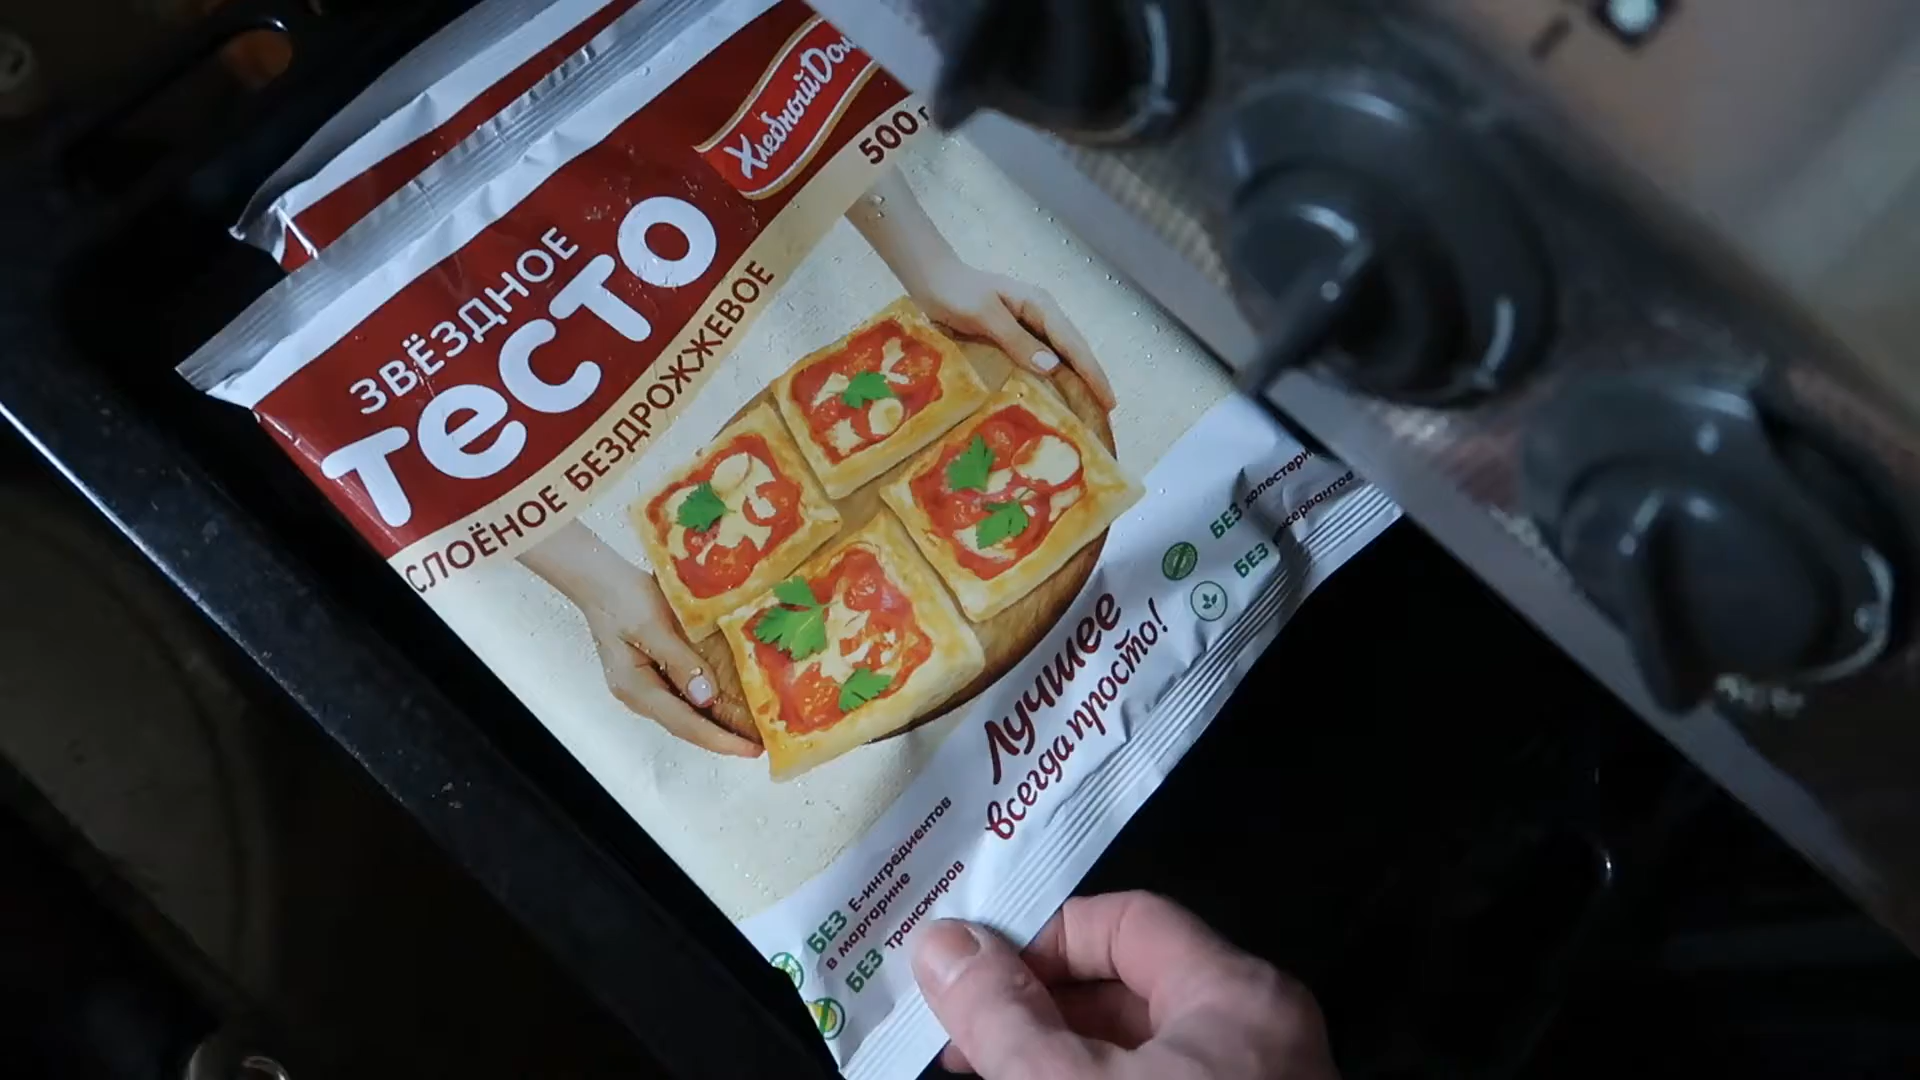 Хлебный Дом
500 г
ЗВЁЗДНОЕ
тесто
СЛОЁНОЕ БЕЗДРОЖЖЕВОЕ
Лучшее
всегда просто!
БЕЗ Е-ингредиентов
в маргарине
БЕЗ трансжиров
БЕЗ
БЕЗ